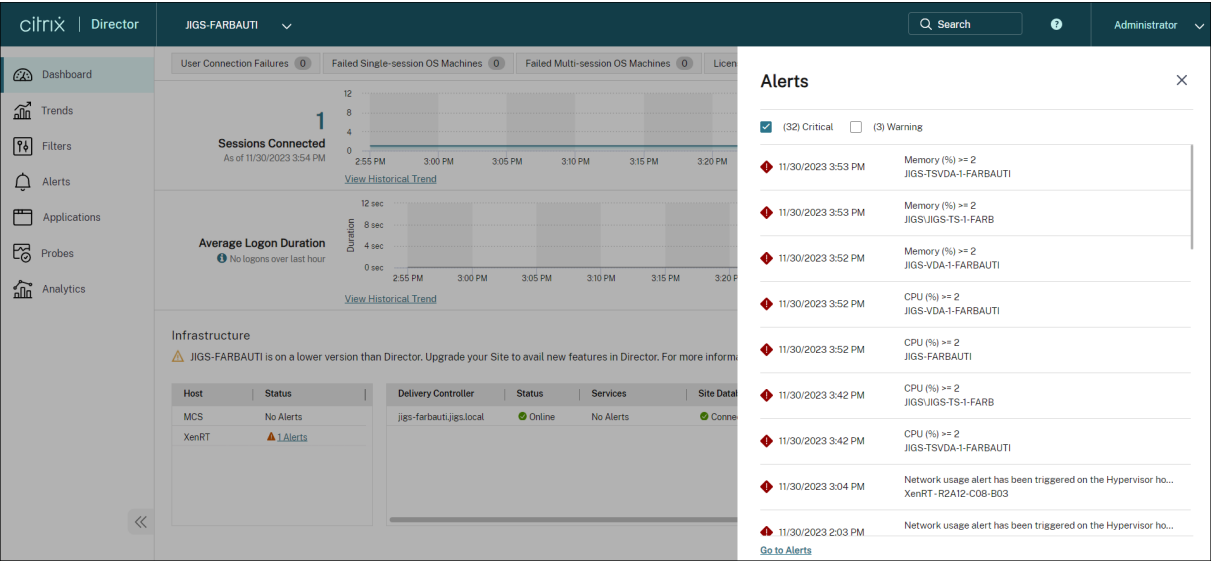 citrix | Director
JIGS-FARBAUTI
Search
?
Administrator
Dashboard
Trends
Filters
Alerts
Applications
Probes
Analytics
User Connection Failures 0
Failed Single-session OS Machines 0
Failed Multi-session OS Machines 0
Licen
1
Sessions Connected
As of 11/30/2023 3:54 PM
12
8
4
0
2:55 PM 3:00 PM 3:05 PM 3:10 PM 3:15 PM 3:20 PM
View Historical Trend
Average Logon Duration
No logons over last hour
Duration
12 sec
8 sec
4 sec
0 sec
2:55 PM 3:00 PM 3:05 PM 3:10 PM 3:15 PM 3:20 P
View Historical Trend
Infrastructure
JIGS-FARBAUTI is on a lower version than Director. Upgrade your Site to avail new features in Director. For more informa
Host Status
MCS No Alerts
XenRT 1 Alerts
Delivery Controller Status Services Site Datal
jigs-farbauti.jigs.local Online No Alerts Conne
Alerts
(32) Critical (3) Warning
11/30/2023 3:53 PM Memory (%) >= 2
JIGS-TSVDA-1-FARBAUTI
11/30/2023 3:53 PM Memory (%) >= 2
JIGS\JIGS-TS-1-FARB
11/30/2023 3:52 PM Memory (%) >= 2
JIGS-VDA-1-FARBAUTI
11/30/2023 3:52 PM CPU (%) >= 2
JIGS-VDA-1-FARBAUTI
11/30/2023 3:52 PM CPU (%) >= 2
JIGS-FARBAUTI
11/30/2023 3:42 PM CPU (%) >= 2
JIGS\JIGS-TS-1-FARB
11/30/2023 3:42 PM CPU (%) >= 2
JIGS-TSVDA-1-FARBAUTI
11/30/2023 3:04 PM Network usage alert has been triggered on the Hypervisor ho...
XenRT - R2A12-C08-B03
11/30/2023 2:03 PM Network usage alert has been triggered on the Hypervisor ho...
Go to Alerts